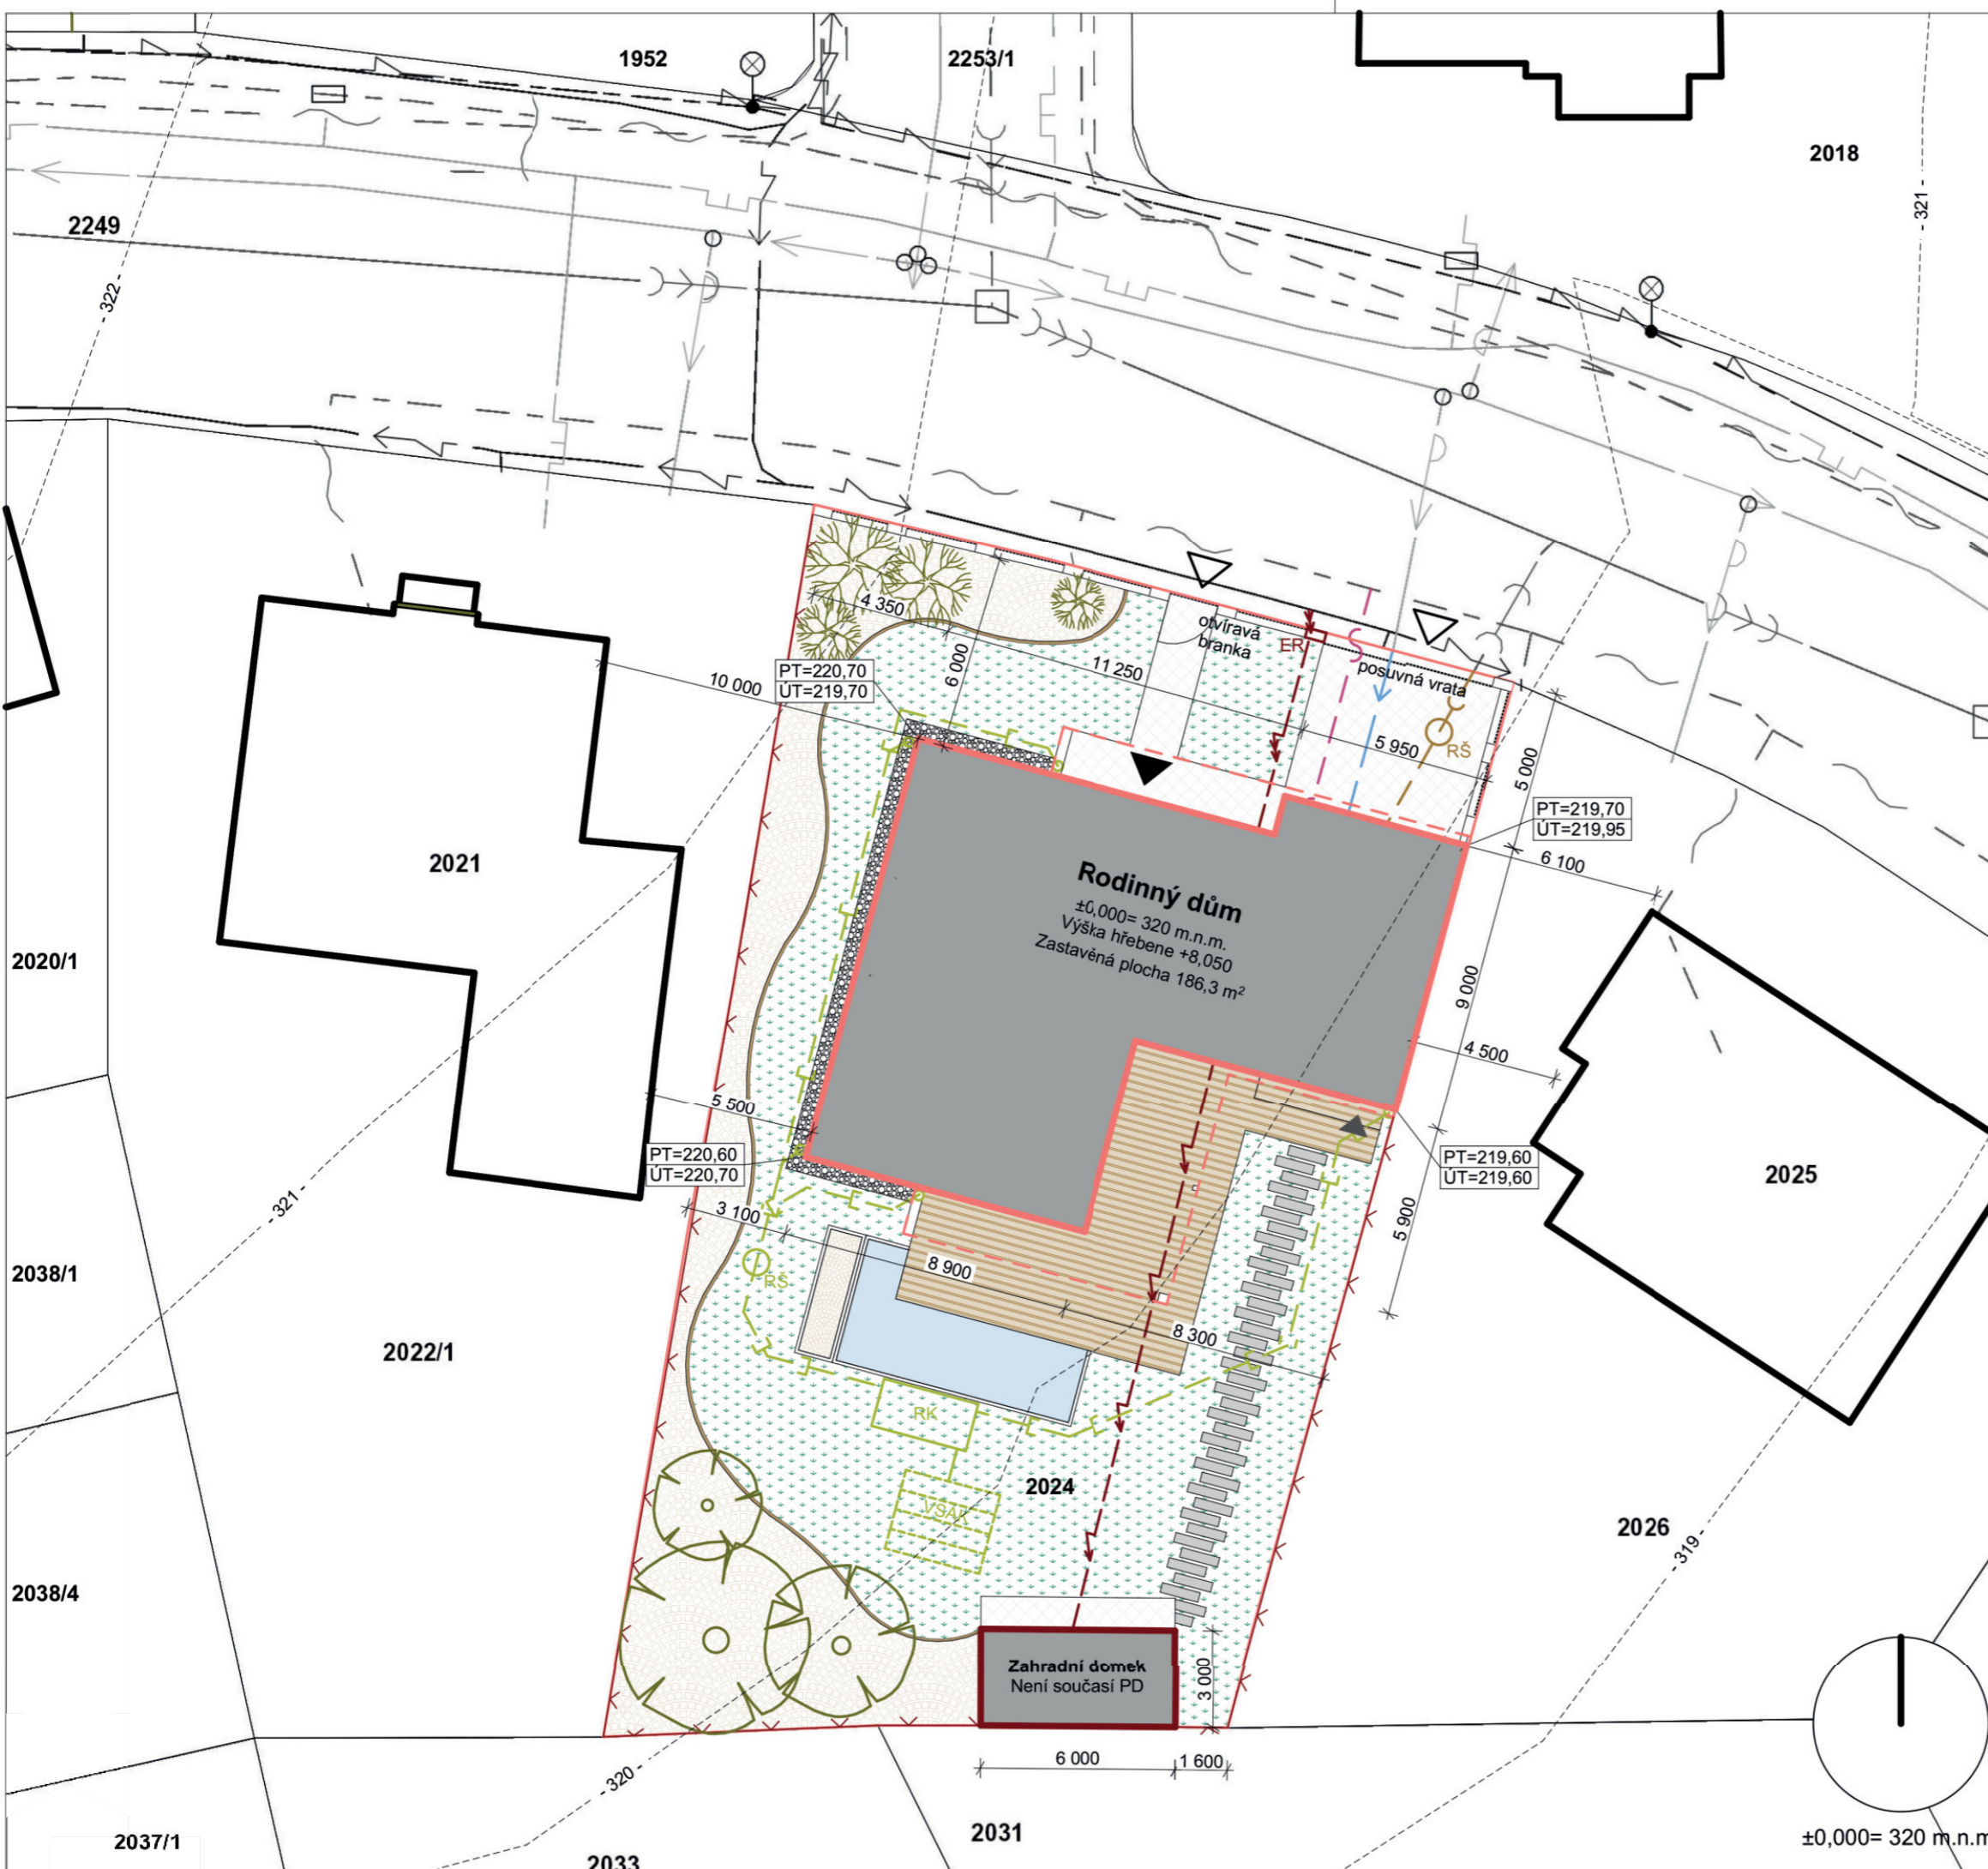 1952
2253/1
2018
- 321 -
2249
- 322 -
4 350
otvíravá
branka
ER
posuvná vrata
11 250
6 000
10 000
PT=220,70
ÚT=219,70
5 950
RŠ
5 000
PT=219,70
ÚT=219,95
6 100
2021
Rodinný dům
±0,000= 320 m.n.m.
Výška hřebene +8,050
Zastavěná plocha 186,3 m²
2020/1
9 000
4 500
5 500
PT=220,60
ÚT=220,70
PT=219,60
ÚT=219,60
2025
- 321 -
3 100
5 900
RŠ
8 900
2038/1
8 300
2022/1
RK
2024
VSAK
2026
- 319 -
2038/4
Zahradní domek
Není současí PD
3 000
6 000
1 600
- 320 -
2031
2037/1
±0,000= 320 m.n.m
2033